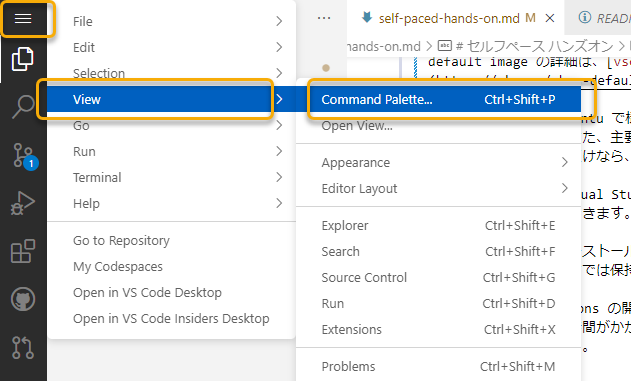 File
Edit
Selection
View
Go
Run
Terminal
Help
Go to Repository
My Codespaces
Open in VS Code Desktop
Open in VS Code Insiders Desktop
1
Command Palette... Ctrl+Shift+P
Open View...
Appearance
Editor Layout
Explorer Ctrl+Shift+E
Search Ctrl+Shift+F
Source Control Ctrl+Shift+G
Run Ctrl+Shift+D
Extensions Ctrl+Shift+X
Problems Ctrl+Shift+M
...
self-paced-hands-on.md
README
hands-on.md > # セルフペース ハンズオン >
default image の詳細は、[vsc
ntu で
た、主要
けなら、
ual Stu
きます。
ストール
では保持
ons の開
時間がかか
。